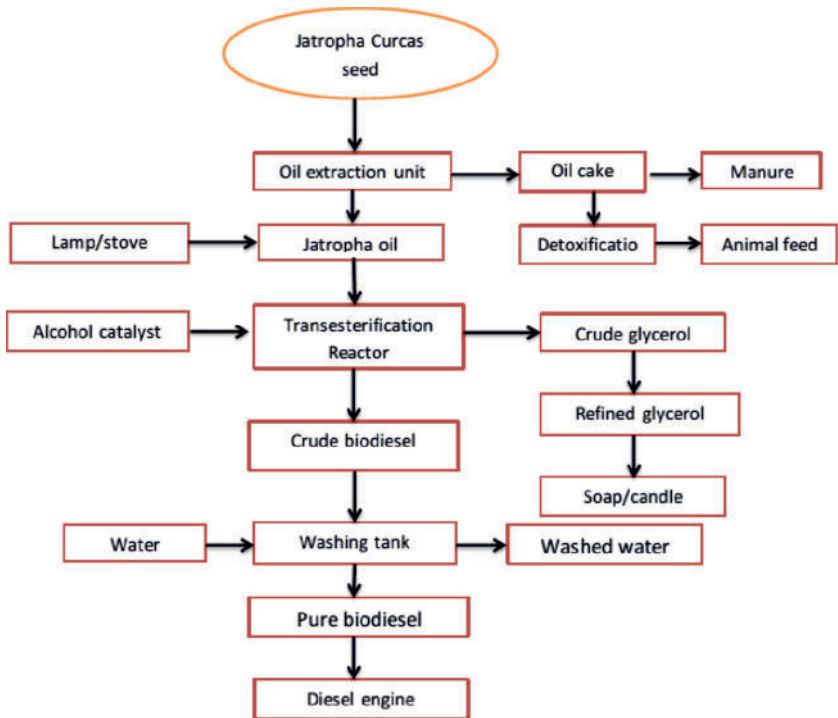 Jatropha Curcas
seed
Oil extraction unit
Oil cake
Manure
Lamp/stove
Jatropha oil
Detoxificatio
Animal feed
Alcohol catalyst
Transesterification
Reactor
Crude glycerol
Refined glycerol
Crude biodiesel
Soap/candle
Water
Washing tank
Washed water
Pure biodiesel
Diesel engine